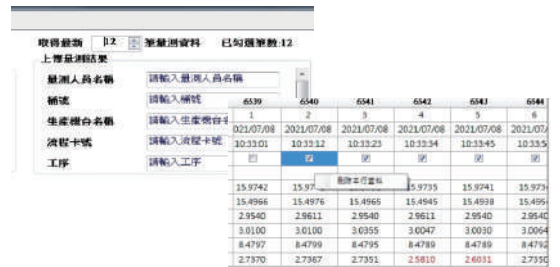 取得最新 12 筆量測資料 已勾選筆數:12
上傳量測結果
量測人員名稱 請輸入量測人員名稱
桶號 請輸入桶號
生產機台名稱 請輸入生產機台名
流程卡號 請輸入流程卡號
工序 請輸入工序
6539 6540 6541 6542 6543 6544
1 2 3 4 5 6
021/07/08 2021/07/08 2021/07/08 2021/07/08 2021/07/08 2021/07/08
10:33:01 10:33:12 10:33:23 10:33:34 10:33:45 10:33:5
刪除本行資料
15.9742 15.97 15.9735 15.9741 15.973
15.4966 15.4976 15.4965 15.4945 15.4938 15.495
2.9540 2.9611 2.9540 2.9611 2.9540 2.9540
3.0100 3.0100 3.0355 3.0047 3.0030 3.0064
8.4797 8.4799 8.4795 8.4789 8.4789 8.4792
2.7370 2.7367 2.7351 2.5810 2.6031 2.7350